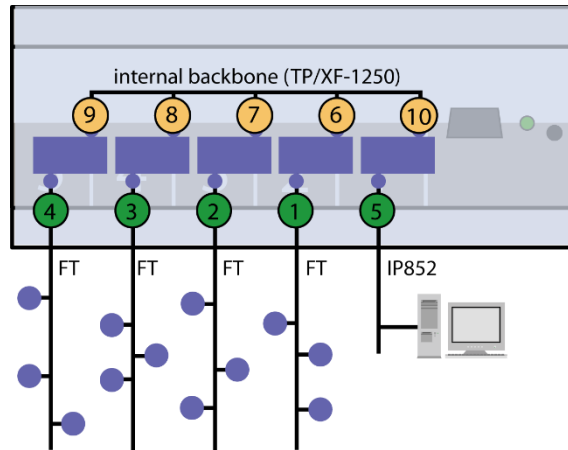 internal backbone (TP/XF-1250)
9 8 7 6 10
4 3 2 1 5
FT FT FT FT IP852